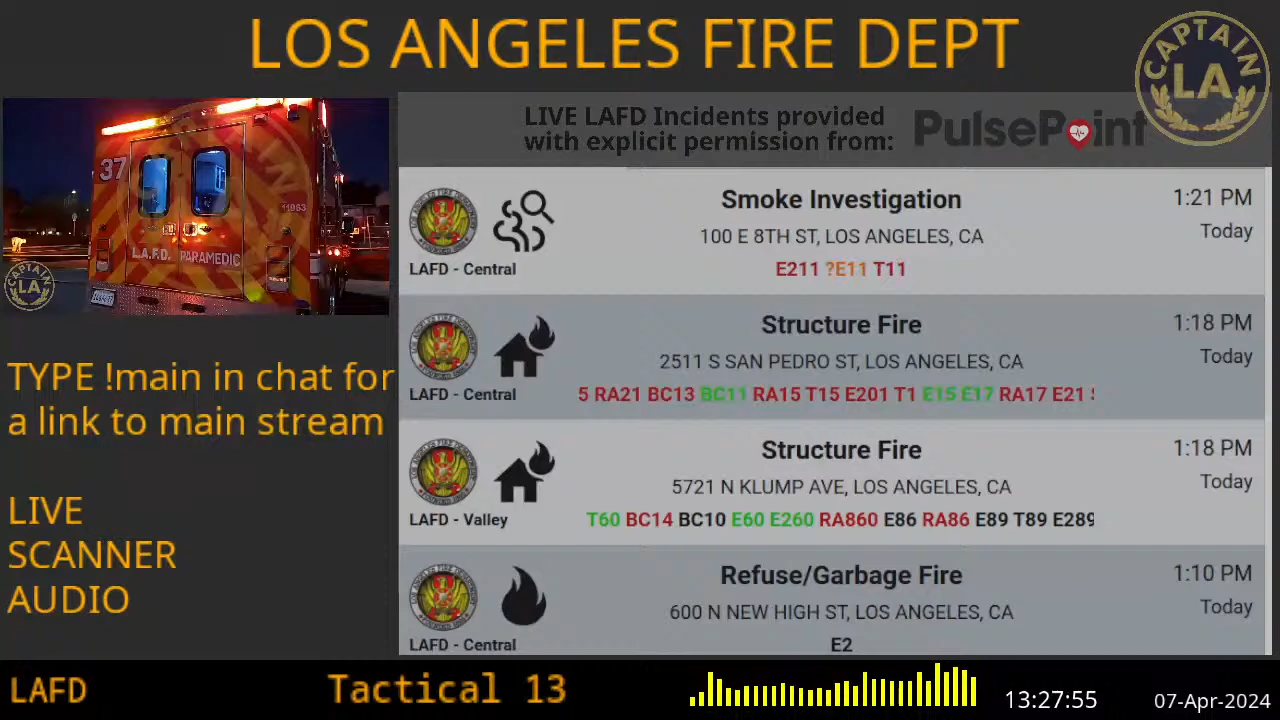 LOS ANGELES FIRE DEPT
CAPTAIN
LA
LIVE LAFD Incidents provided
with explicit permission from:
PulsePoint
37
11963
L.A.F.D. PARAMEDIC
CAPTAIN
LA
Smoke Investigation
1:21 PM
100 E 8TH ST, LOS ANGELES, CA
Today
LAFD - Central
E211 ?E11 T11
Structure Fire
1:18 PM
2511 S SAN PEDRO ST, LOS ANGELES, CA
Today
LAFD - Central
5 RA21 BC13 BC11 RA15 T15 E201 T1 E15 E17 RA17 E21
Structure Fire
1:18 PM
5721 N KLUMP AVE, LOS ANGELES, CA
Today
LAFD - Valley
T60 BC14 BC10 E60 E260 RA860 E86 RA86 E89 T89 E289
Refuse/Garbage Fire
1:10 PM
600 N NEW HIGH ST, LOS ANGELES, CA
Today
LAFD - Central
E2
TYPE !main in chat for
a link to main stream
LIVE
SCANNER
AUDIO
LAFD
Tactical 13
13:27:55
07-Apr-2024